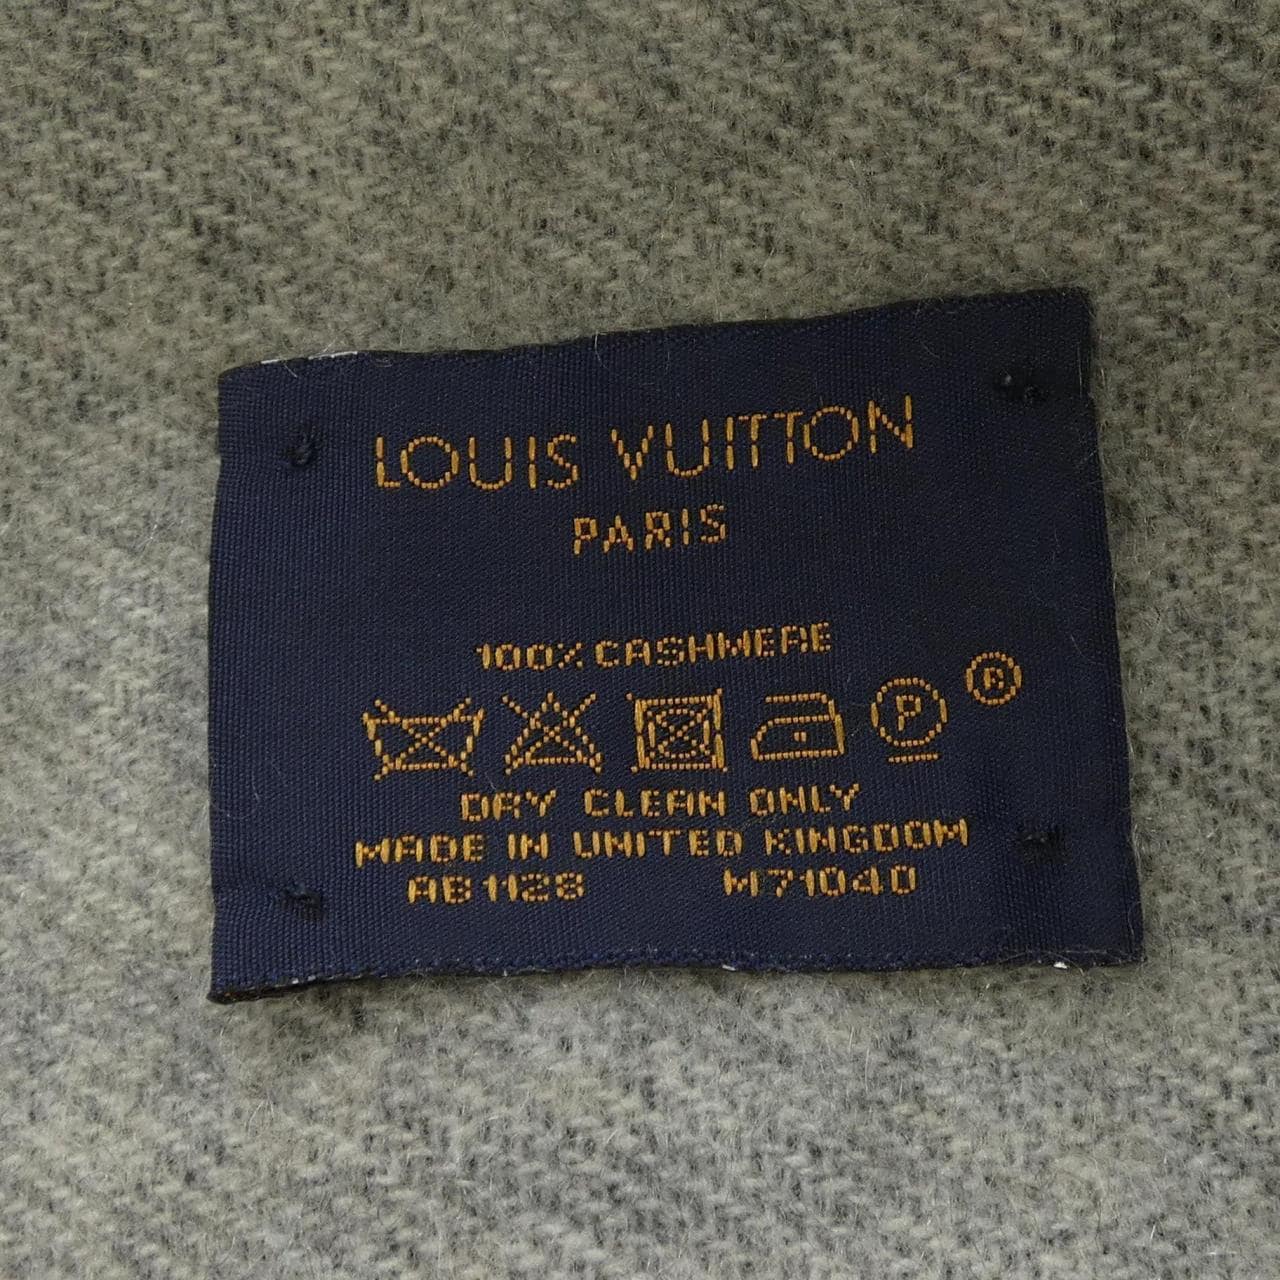 LOUIS VUITTON
PARIS
100% CASHMERE
P ®
DRY CLEAN ONLY
MADE IN UNITED KINGDOM
AB1128 M71040